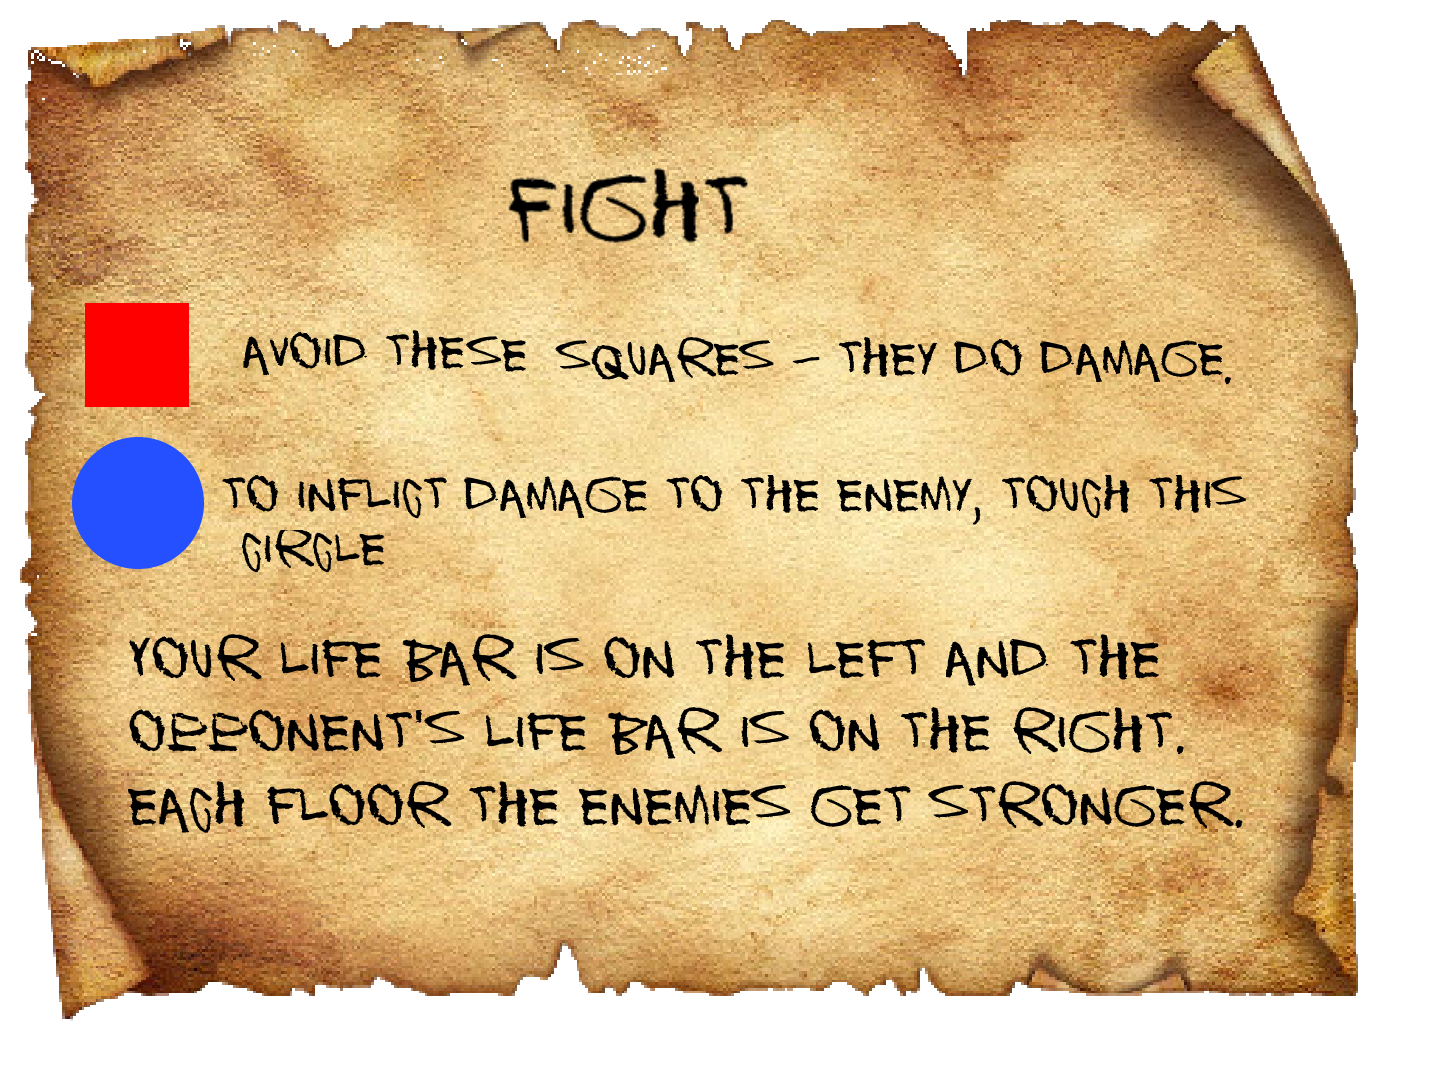 FIGHT
AVOID THESE SQUARES - THEY DO DAMAGE.
TO INFLICT DAMAGE TO THE ENEMY, TOUCH THIS
CIRCLE
YOUR LIFE BAR IS ON THE LEFT AND THE
OPPONENT'S LIFE BAR IS ON THE RIGHT.
EACH FLOOR THE ENEMIES GET STRONGER.